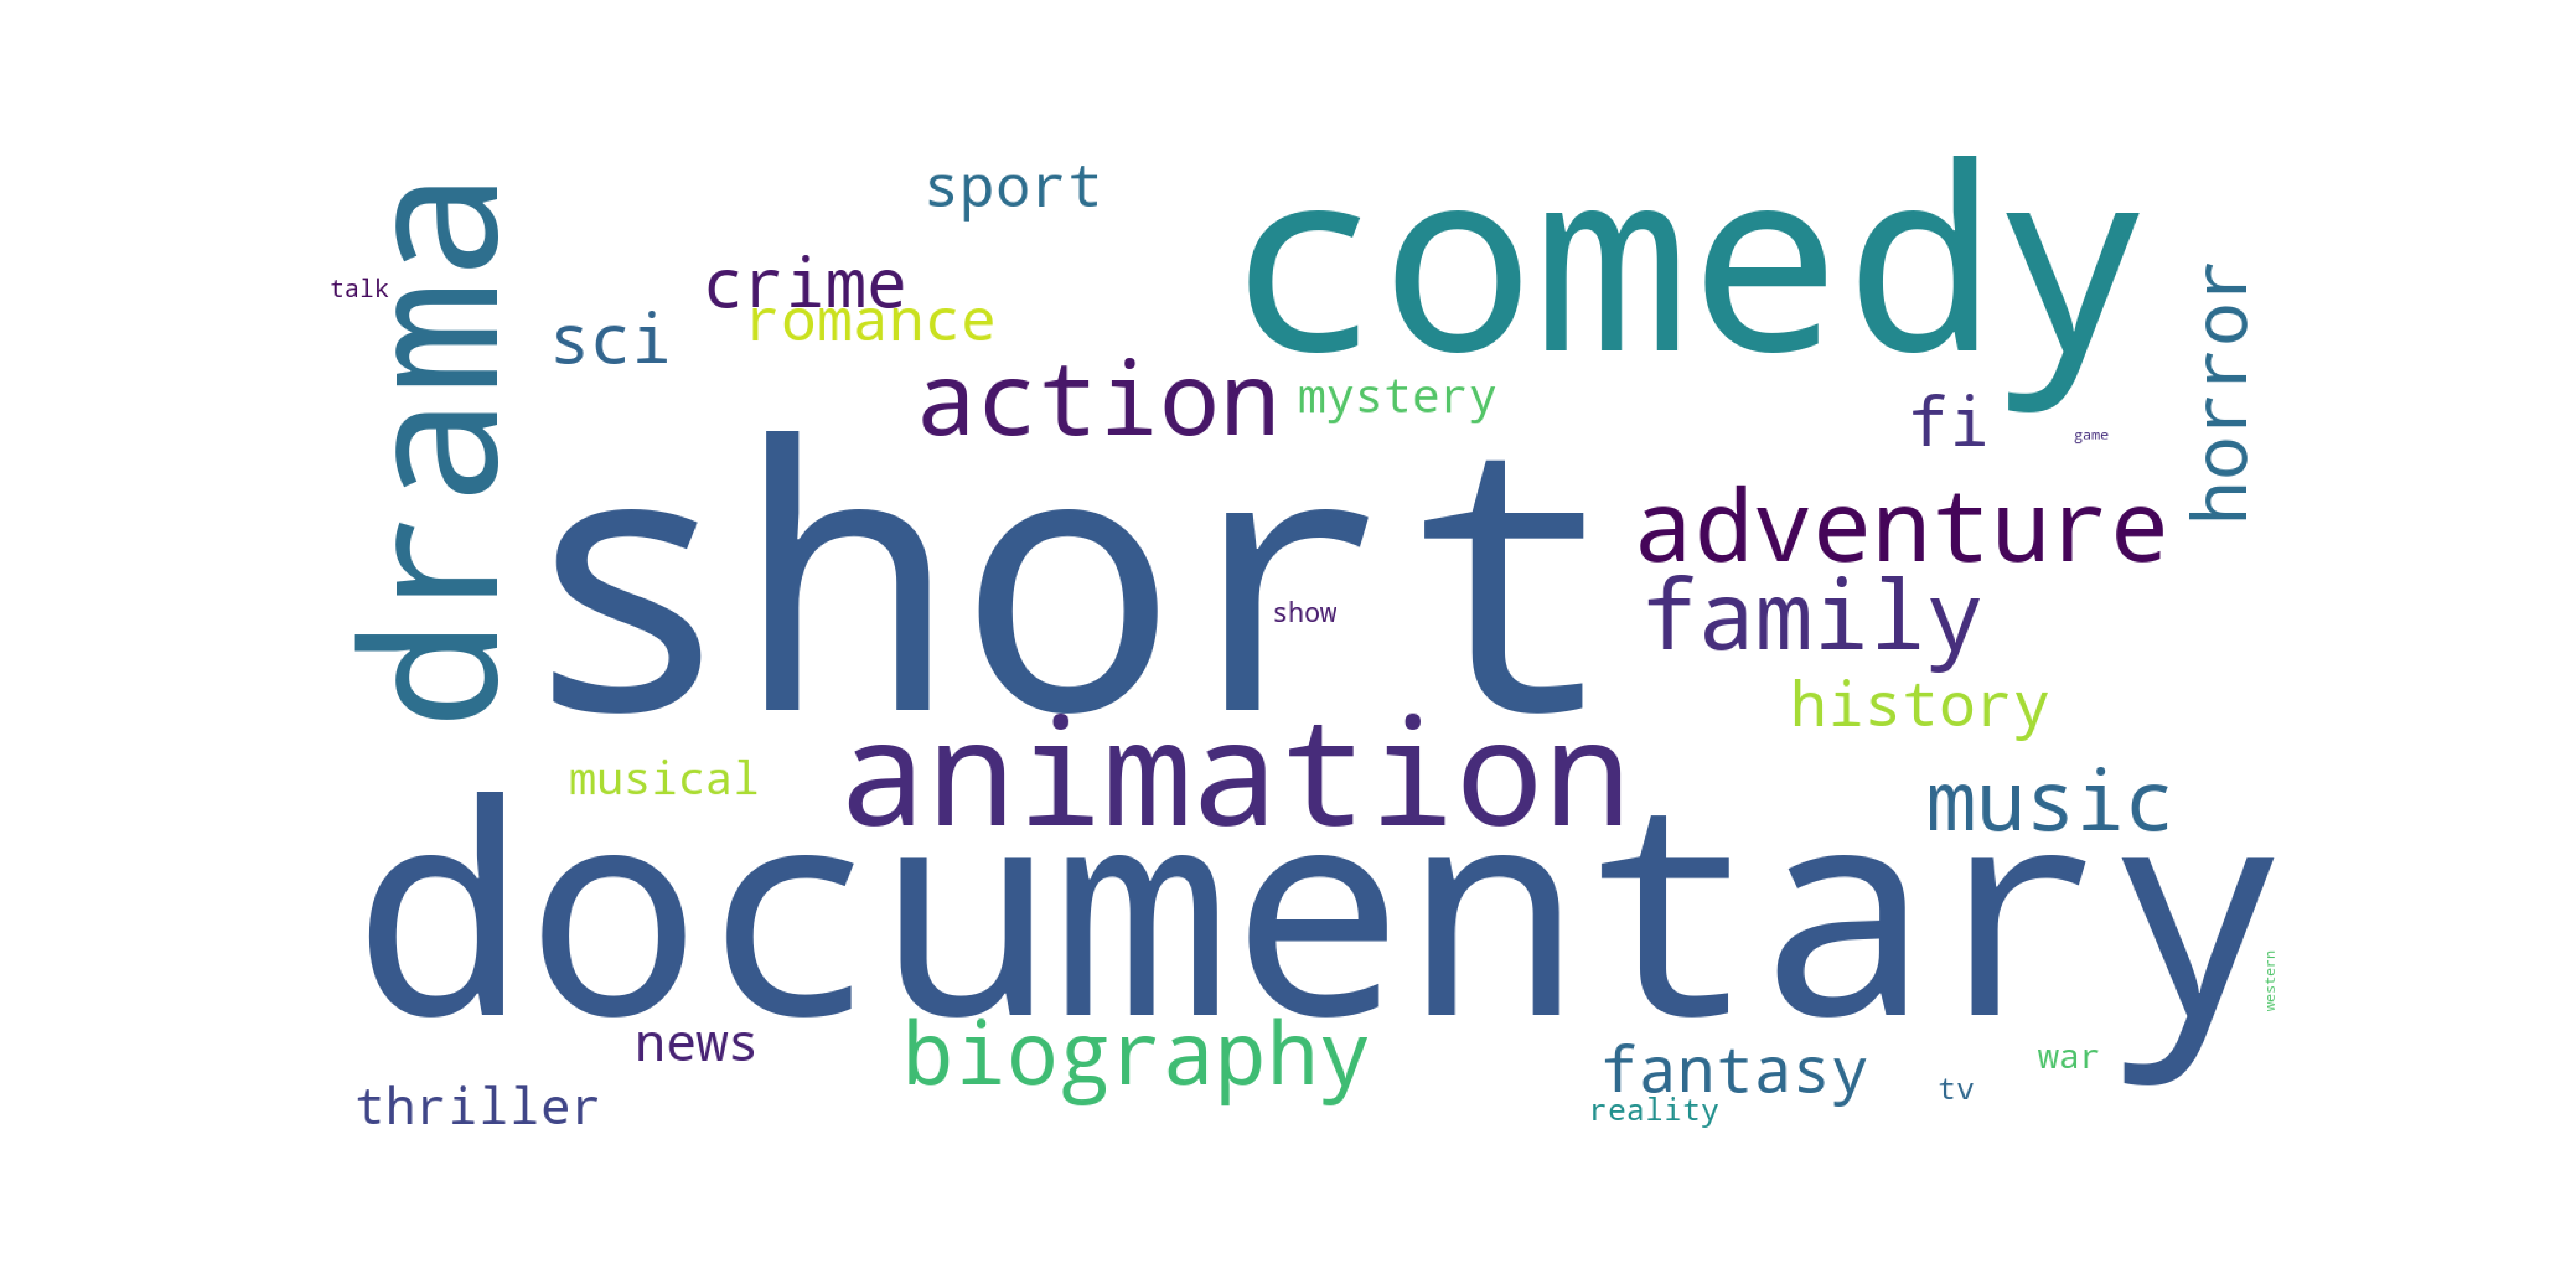 sport
comedy
drama
talk
crime
romance
sci
horror
action
mystery
fi
game
short
adventure
show
family
history
animation
musical
music
documentary
western
news
biography
fantasy
war
tv
thriller
reality